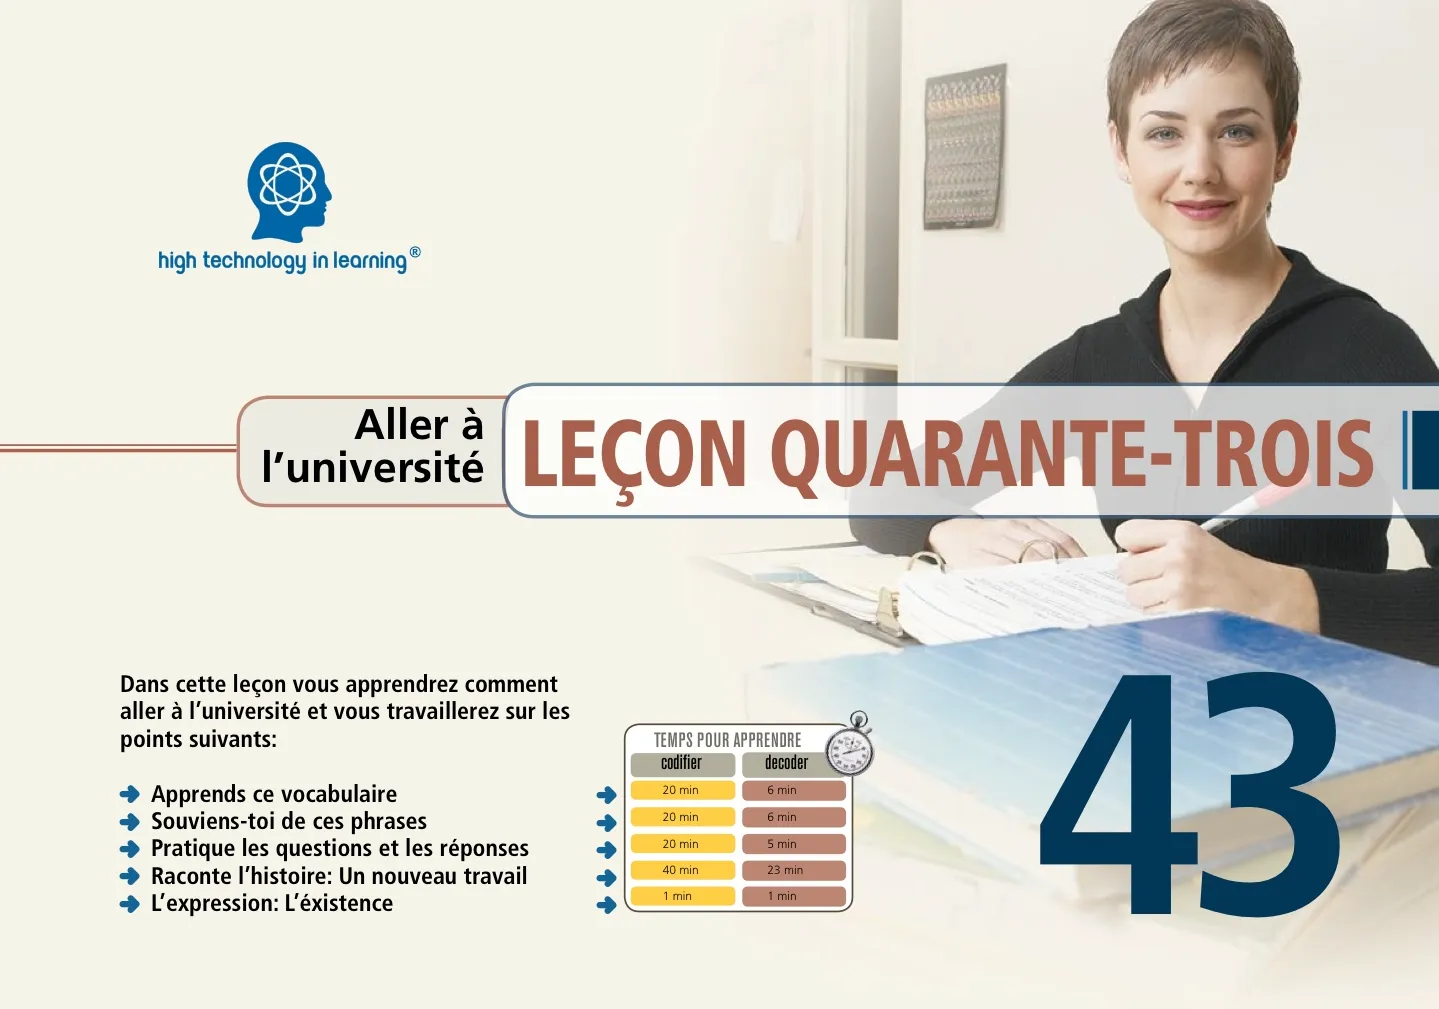 high technology in learning®
Aller à
l’université
LEÇON QUARANTE-TROIS
Dans cette leçon vous apprendrez comment
aller à l’université et vous travaillerez sur les
points suivants:
Apprends ce vocabulaire
Souviens-toi de ces phrases
Pratique les questions et les réponses
Raconte l’histoire: Un nouveau travail
L’expression: L’éxistence
TEMPS POUR APPRENDRE
codifier decoder
20 min 6 min
20 min 6 min
20 min 5 min
40 min 23 min
1 min 1 min
43